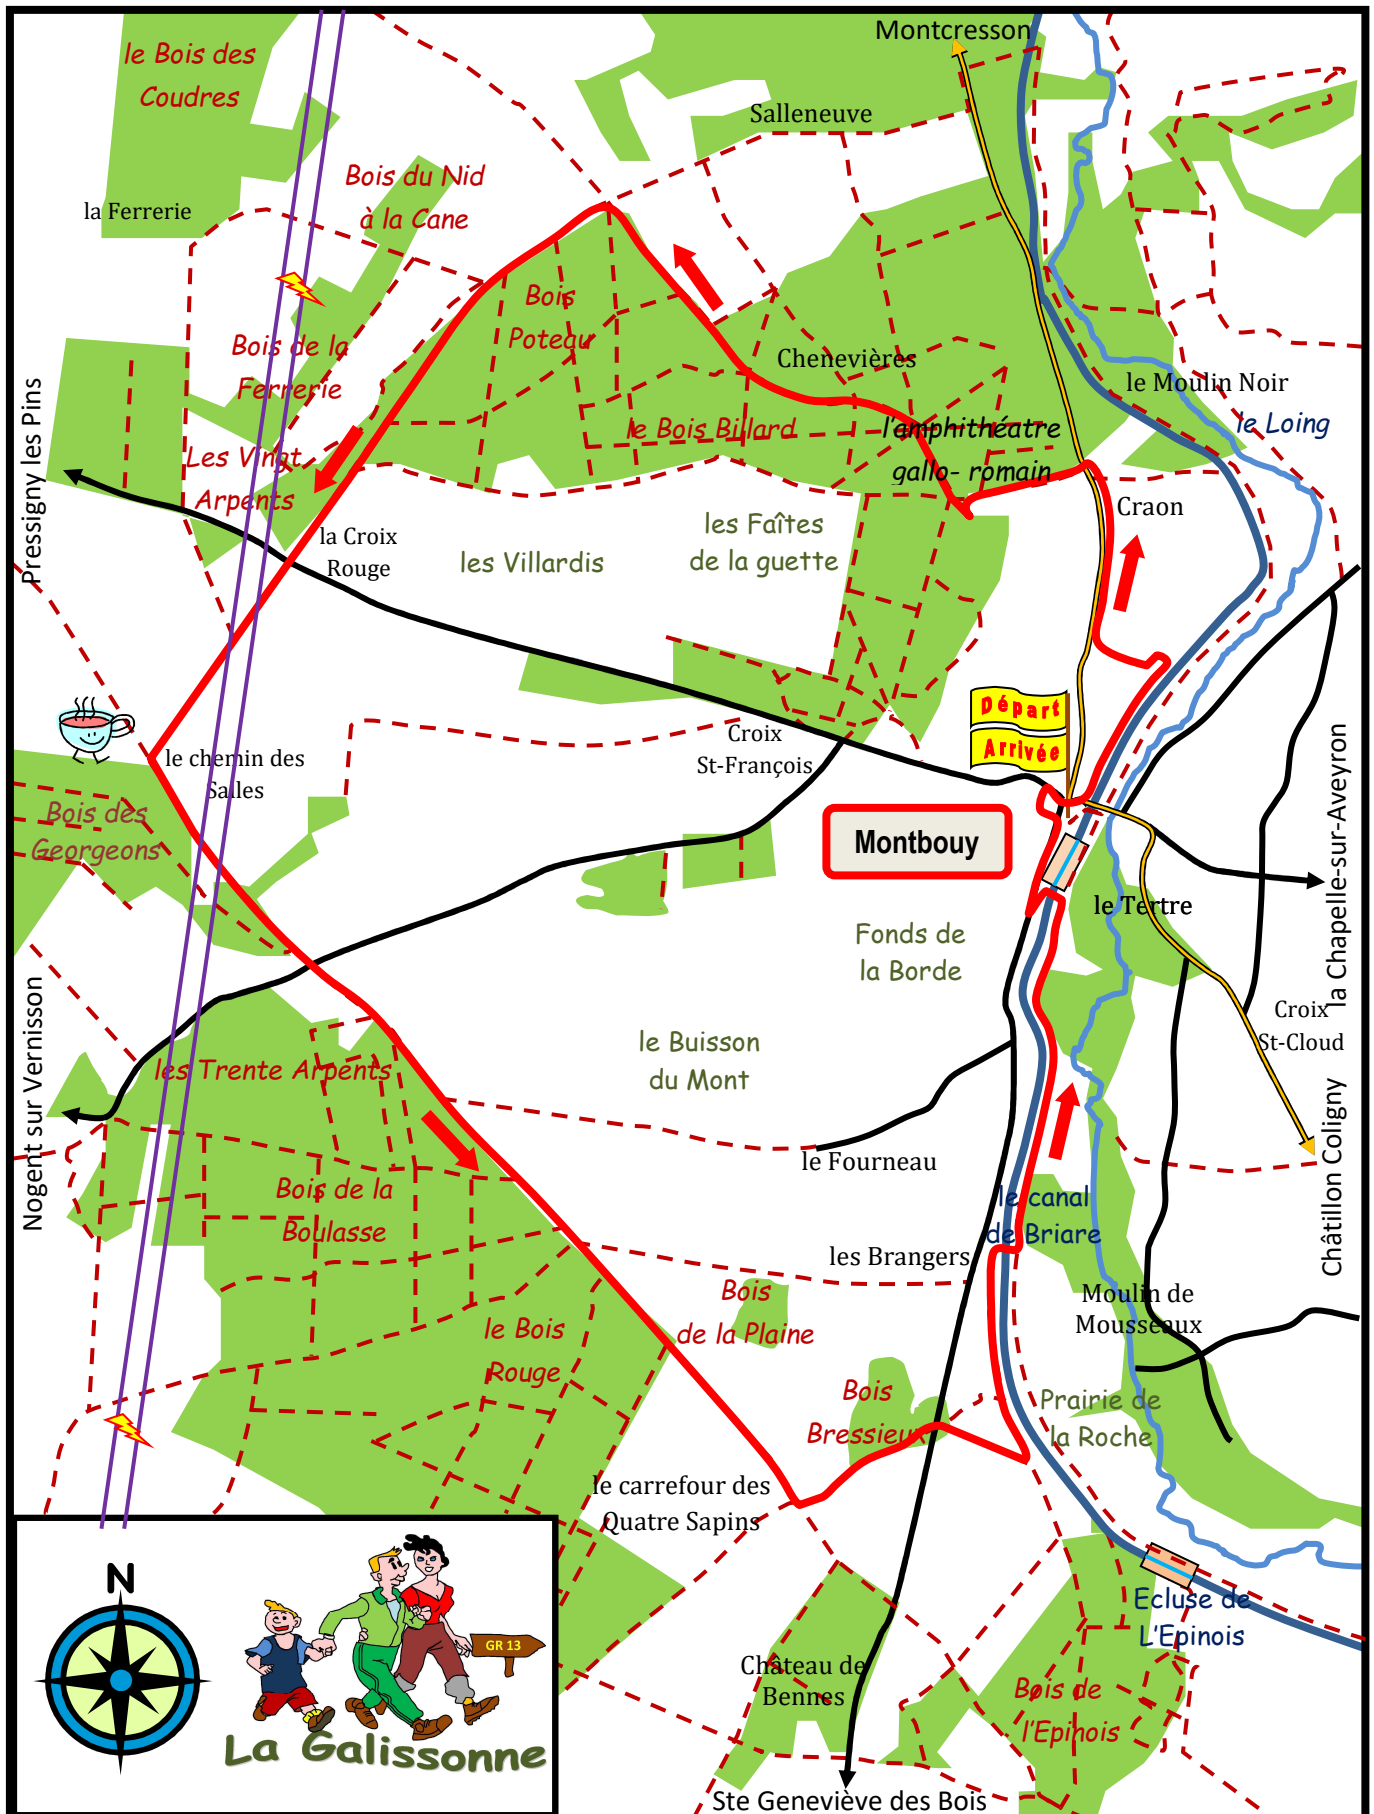 Montcresson
le Bois des
Coudres
Salleneuve
Bois du Nid
à la Cane
la Ferrerie
Bois
Poteau
Bois de la
Ferrerie
Chenevières
le Moulin Noir
le Loing
Pressigny les Pins
le Bois Billard
l'amphithéatre
gallo- romain
Les Vingt
Arpents
Craon
la Croix
Rouge
les Villardis
les Faîtes
de la guette
Départ
Arrivée
Croix
St-François
le chemin des
Salles
Bois des
Georgeons
Montbouy
la Chapelle-sur-Aveyron
le Tertre
Fonds de
la Borde
Croix
St-Cloud
Nogent sur Vernisson
les Trente Arpents
le Buisson
du Mont
Châtillon Coligny
le Fourneau
Bois de la
Boulasse
le canal
de Briare
les Brangers
Bois
de la Plaine
Moulin de
Mousseaux
le Bois
Rouge
Bois
Bressieux
Prairie de
la Roche
le carrefour des
Quatre Sapins
Ecluse de
L'Epinois
N
GR 13
La Galissonne
Château de
Bennes
Bois de
l'Epinois
Ste Geneviève des Bois